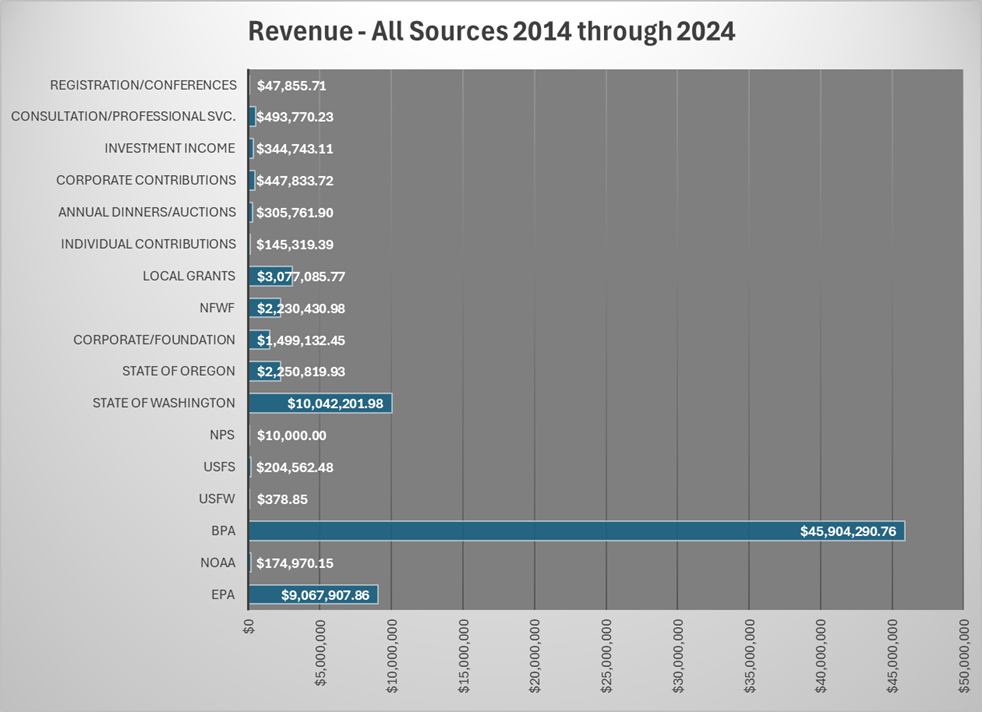 Revenue - All Sources 2014 through 2024
REGISTRATION/CONFERENCES $47,855.71
CONSULTATION/PROFESSIONAL SVC. $493,770.23
INVESTMENT INCOME $344,743.11
CORPORATE CONTRIBUTIONS $447,833.72
ANNUAL DINNERS/AUCTIONS $305,761.90
INDIVIDUAL CONTRIBUTIONS $145,319.39
LOCAL GRANTS $3,077,085.77
NFWF $2,230,430.98
CORPORATE/FOUNDATION $1,499,132.45
STATE OF OREGON $2,250,819.93
STATE OF WASHINGTON $10,042,201.98
NPS $10,000.00
USFS $204,562.48
USFW $378.85
BPA $45,904,290.76
NOAA $174,970.15
EPA $9,067,907.86
$0
$5,000,000
$10,000,000
$15,000,000
$20,000,000
$25,000,000
$30,000,000
$35,000,000
$40,000,000
$45,000,000
$50,000,000